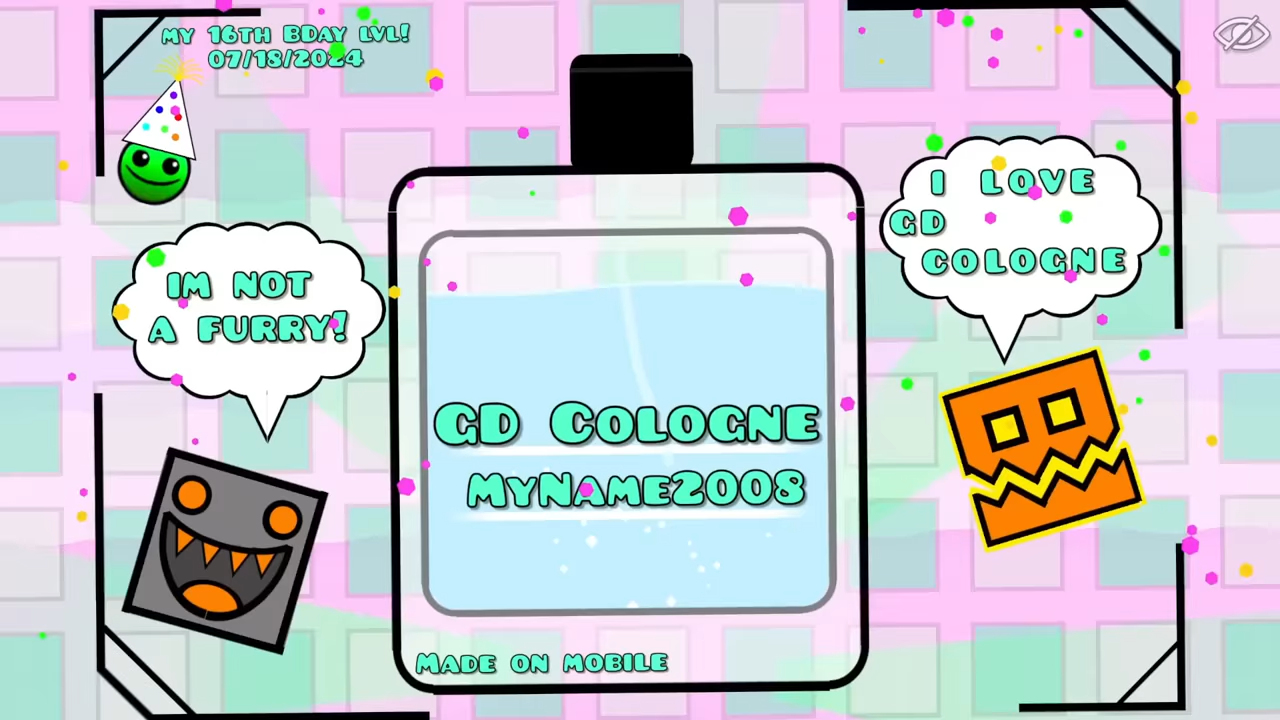 MY 16TH BDAY LVL!
07/18/2024
I LOVE
GD
COLOGNE
IM NOT
A FURRY!
GD COLOGNE
MYNAME2008
MADE ON MOBILE